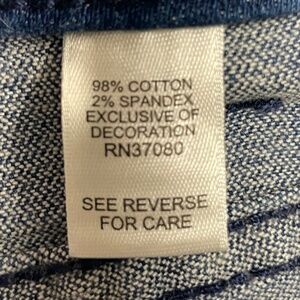 98% COTTON
2% SPANDEX
EXCLUSIVE OF
DECORATION
RN37080
SEE REVERSE
FOR CARE